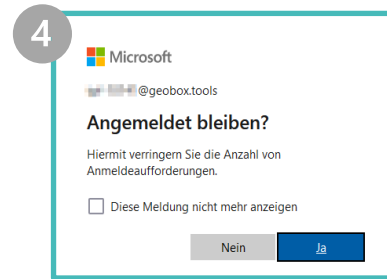 4
Microsoft
@geobox.tools
Angemeldet bleiben?
Hiermit verringern Sie die Anzahl von
Anmeldeaufforderungen.
Diese Meldung nicht mehr anzeigen
Nein
Ja